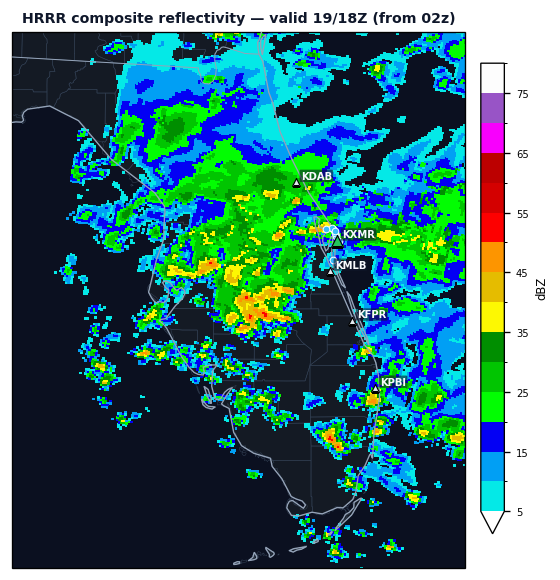 HRRR composite reflectivity — valid 19/18Z (from 02z)
KDAB
KXMR
KMLB
KFPR
KPBI
75
65
55
45
35
25
15
5
dBZ